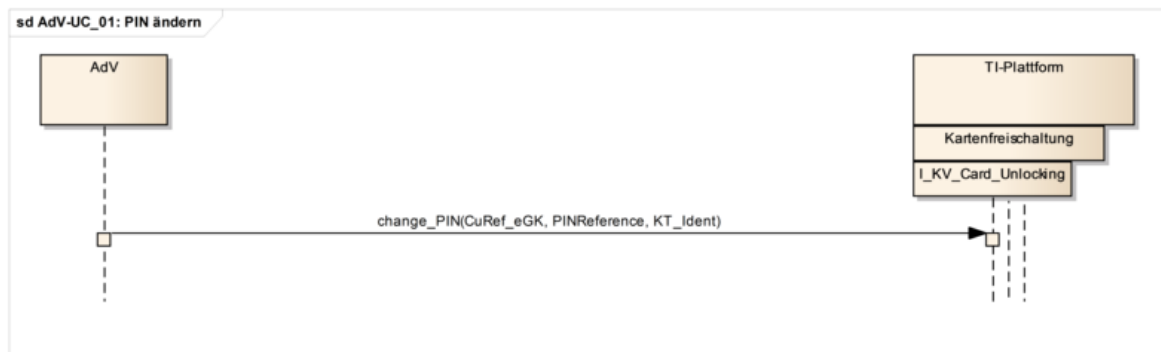 sd AdV-UC_01: PIN ändern
AdV
TI-Plattform
Kartenfreischaltung
I_KV_Card_Unlocking
change_PIN(CuRef_eGK, PINReference, KT_Ident)